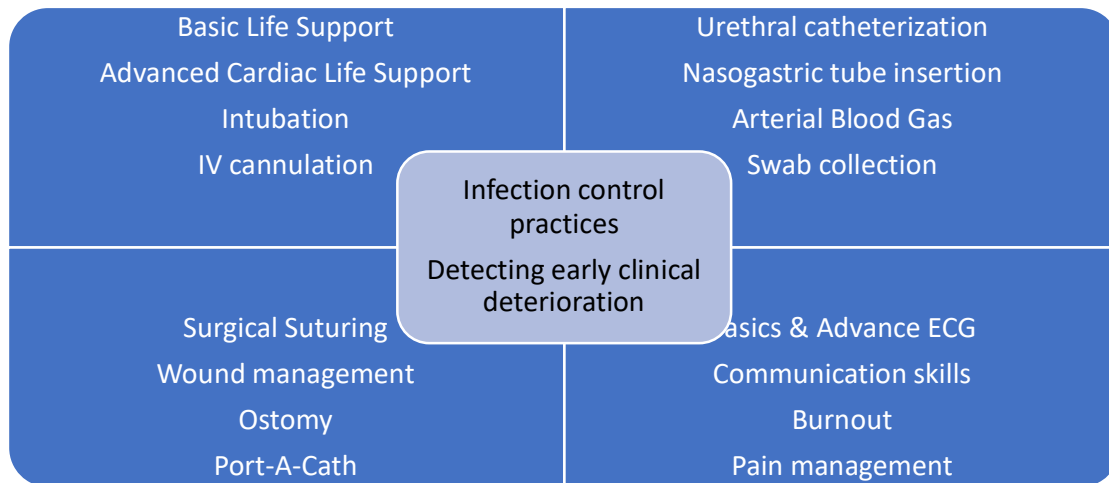 Basic Life Support
Advanced Cardiac Life Support
Intubation
IV cannulation
Urethral catheterization
Nasogastric tube insertion
Arterial Blood Gas
Swab collection
Infection control
practices
Detecting early clinical
deterioration
Surgical Suturing
Wound management
Ostomy
Port-A-Cath
asics & Advance ECG
Communication skills
Burnout
Pain management